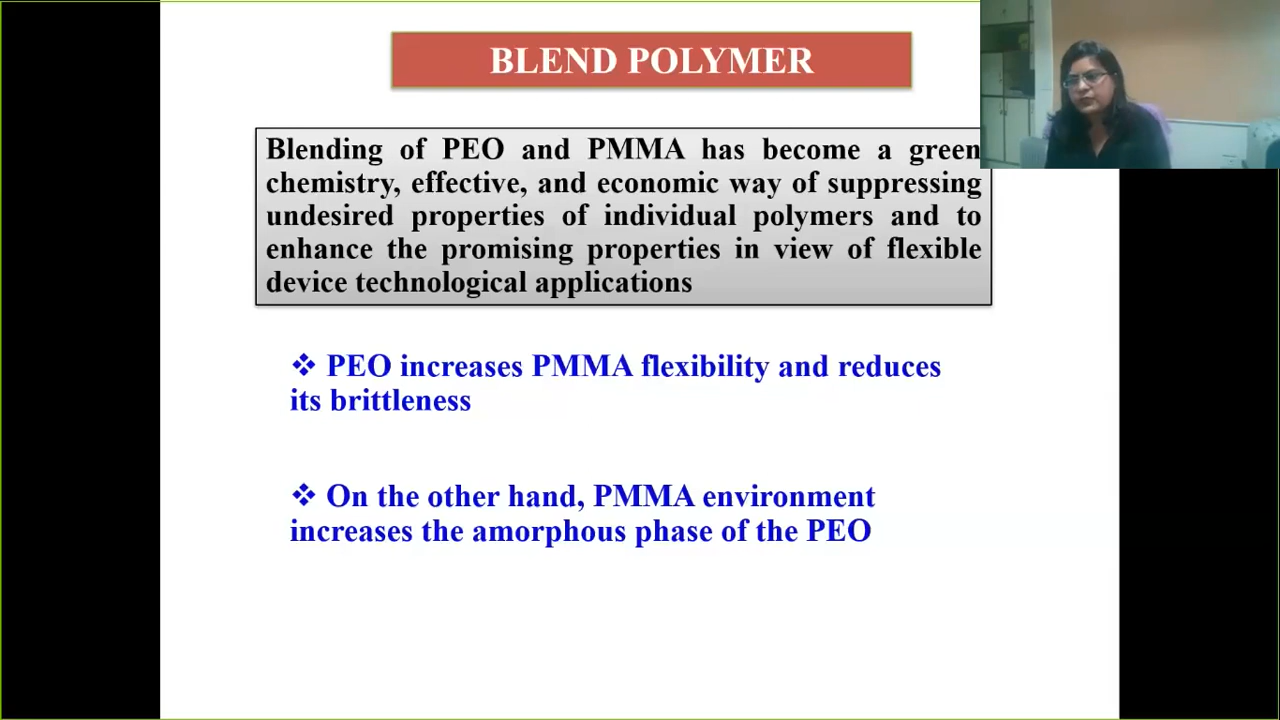 BLEND POLYMER
Blending of PEO and PMMA has become a green
chemistry, effective, and economic way of suppressing
undesired properties of individual polymers and to
enhance the promising properties in view of flexible
device technological applications
❖ PEO increases PMMA flexibility and reduces
its brittleness
❖ On the other hand, PMMA environment
increases the amorphous phase of the PEO